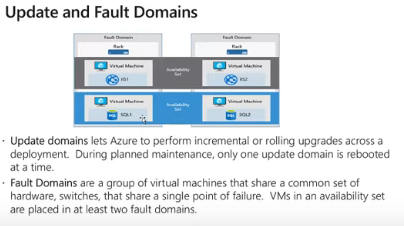 Update and Fault Domains
Fault Domain
Fault Domain
Rack
Rack
Virtual Machine
Availability
Set
Virtual Machine
IIS1
IIS2
Virtual Machine
Availability
Set
Virtual Machine
SQL1
SQL2
· Update domains lets Azure to perform incremental or rolling upgrades across a
deployment. During planned maintenance, only one update domain is rebooted
at a time.
· Fault Domains are a group of virtual machines that share a common set of
hardware, switches, that share a single point of failure. VMs in an availability set
are placed in at least two fault domains.